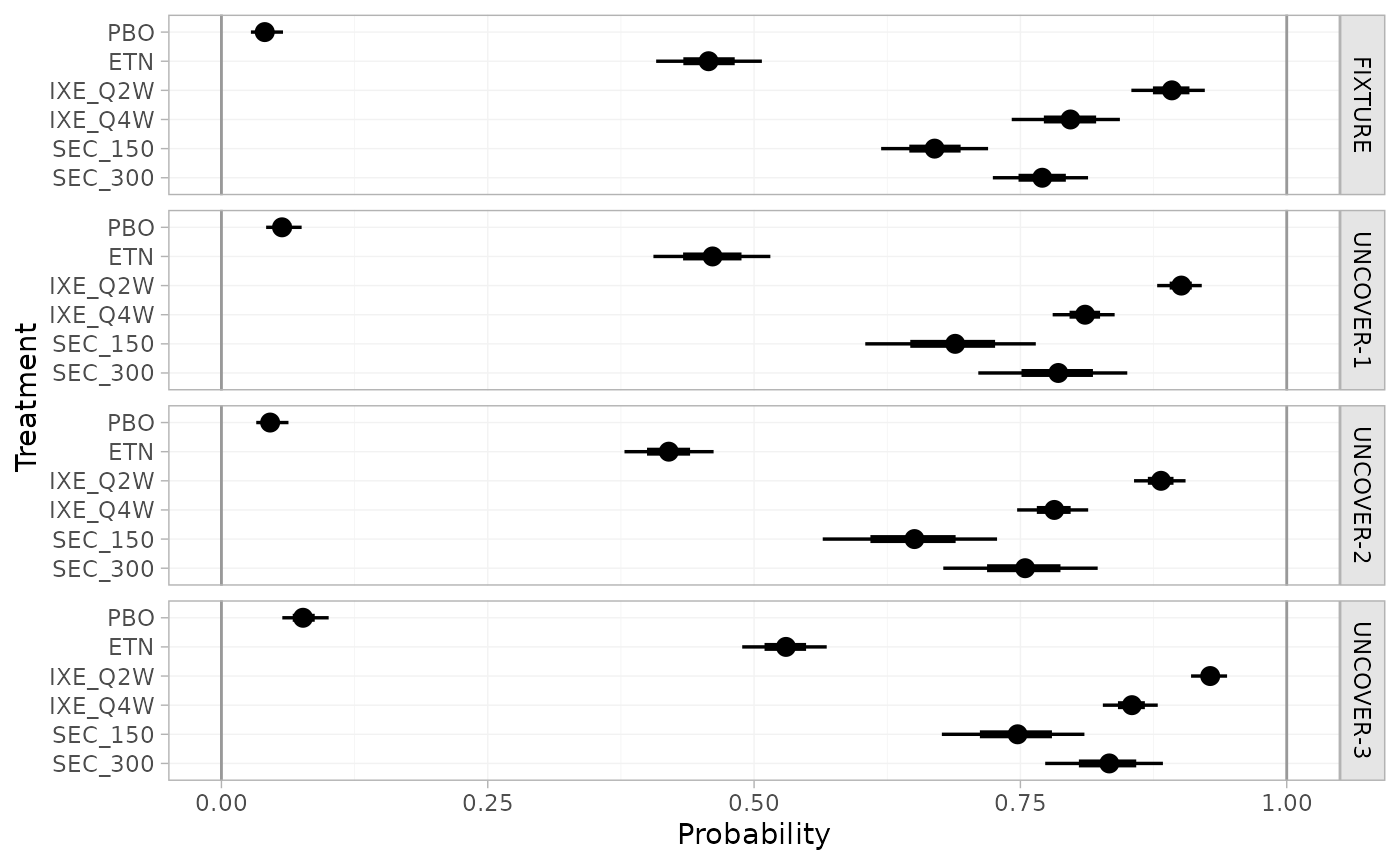 PBO
ETN
IXE_Q2W
IXE_Q4W
SEC_150
SEC_300
FIXTURE
PBO
ETN
IXE_Q2W
IXE_Q4W
SEC_150
SEC_300
UNCOVER-1
PBO
ETN
IXE_Q2W
IXE_Q4W
SEC_150
SEC_300
UNCOVER-2
PBO
ETN
IXE_Q2W
IXE_Q4W
SEC_150
SEC_300
UNCOVER-3
Treatment
0.00 0.25 0.50 0.75 1.00
Probability